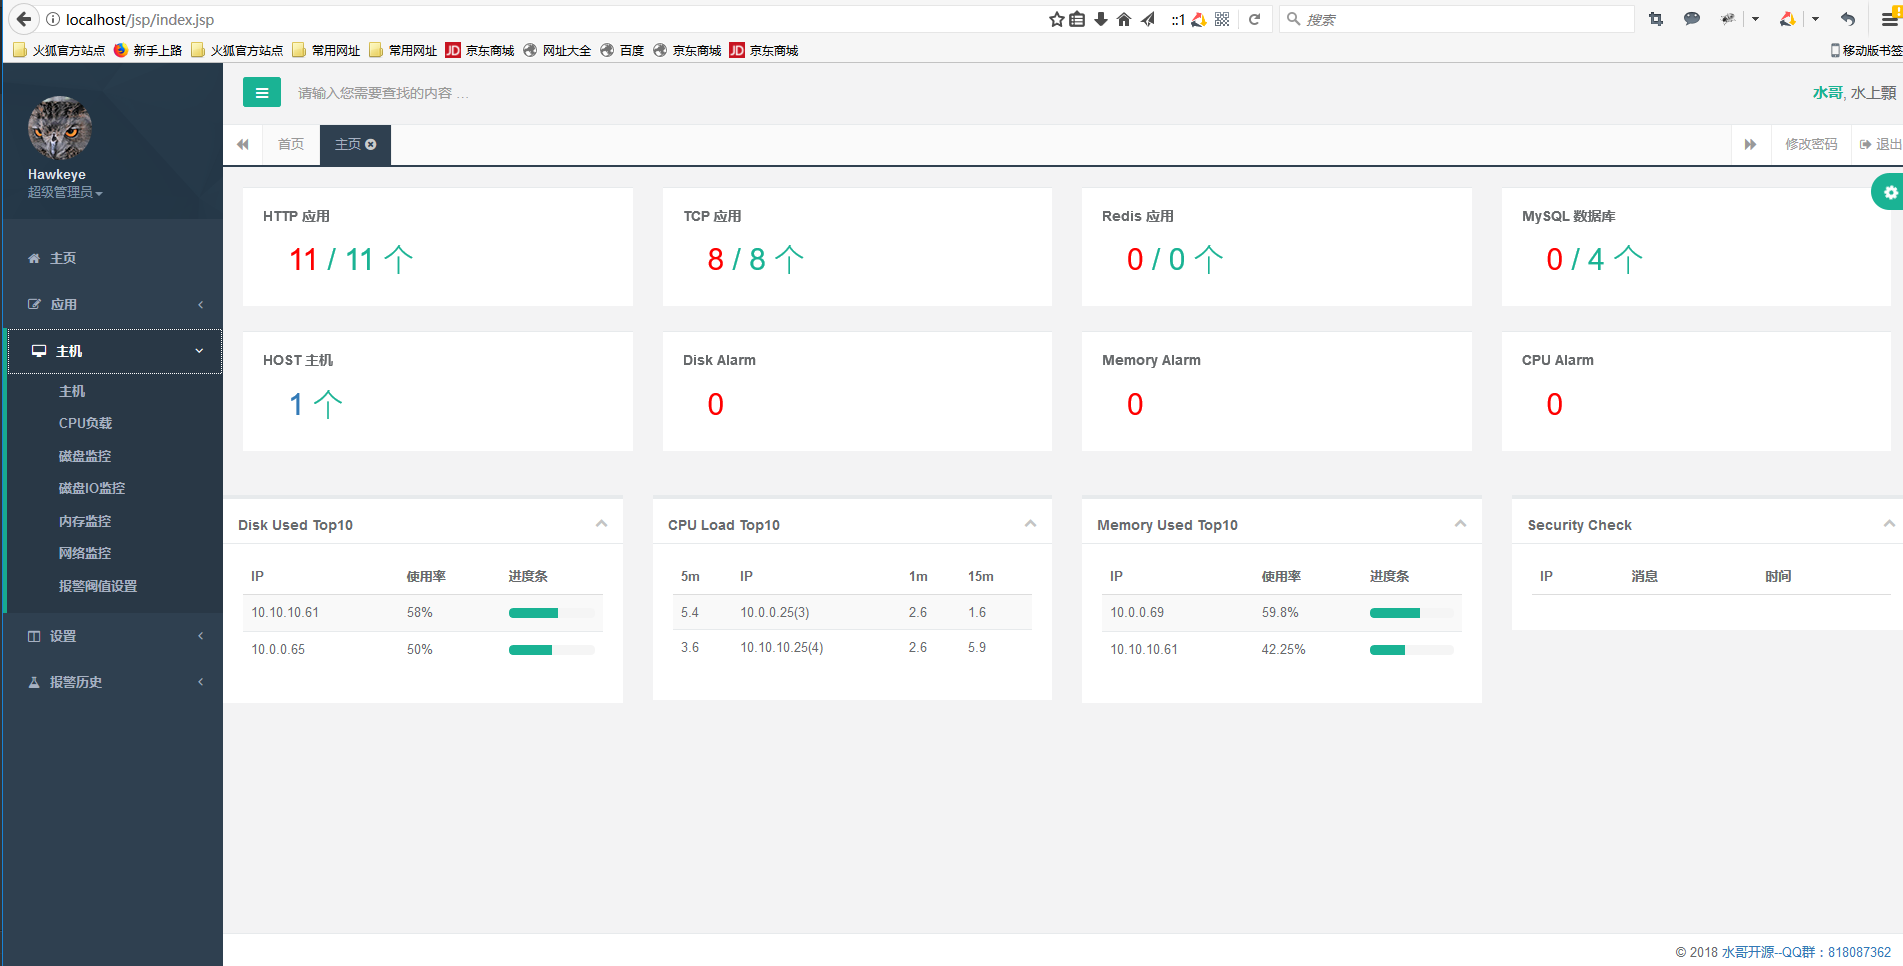 localhost/jsp/index.jsp ::1 搜索
火狐官方站点 新手上路 火狐官方站点 常用网址 常用网址 JD 京东商城 网址大全 百度 京东商城 JD 京东商城 移动版书签
请输入您需要查找的内容 … 水哥, 水上顥
首页 主页 修改密码 退出
Hawkeye
超级管理员
主页
应用
主机
主机
CPU负载
磁盘监控
磁盘IO监控
内存监控
网络监控
报警阀值设置
设置
报警历史
HTTP 应用
11 / 11 个
TCP 应用
8 / 8 个
Redis 应用
0 / 0 个
MySQL 数据库
0 / 4 个
HOST 主机
1 个
Disk Alarm
0
Memory Alarm
0
CPU Alarm
0
Disk Used Top10
IP 使用率 进度条
10.10.10.61 58%
10.0.0.65 50%
CPU Load Top10
5m IP 1m 15m
5.4 10.0.0.25(3) 2.6 1.6
3.6 10.10.10.25(4) 2.6 5.9
Memory Used Top10
IP 使用率 进度条
10.0.0.69 59.8%
10.10.10.61 42.25%
Security Check
IP 消息 时间
© 2018 水哥开源--QQ群：818087362